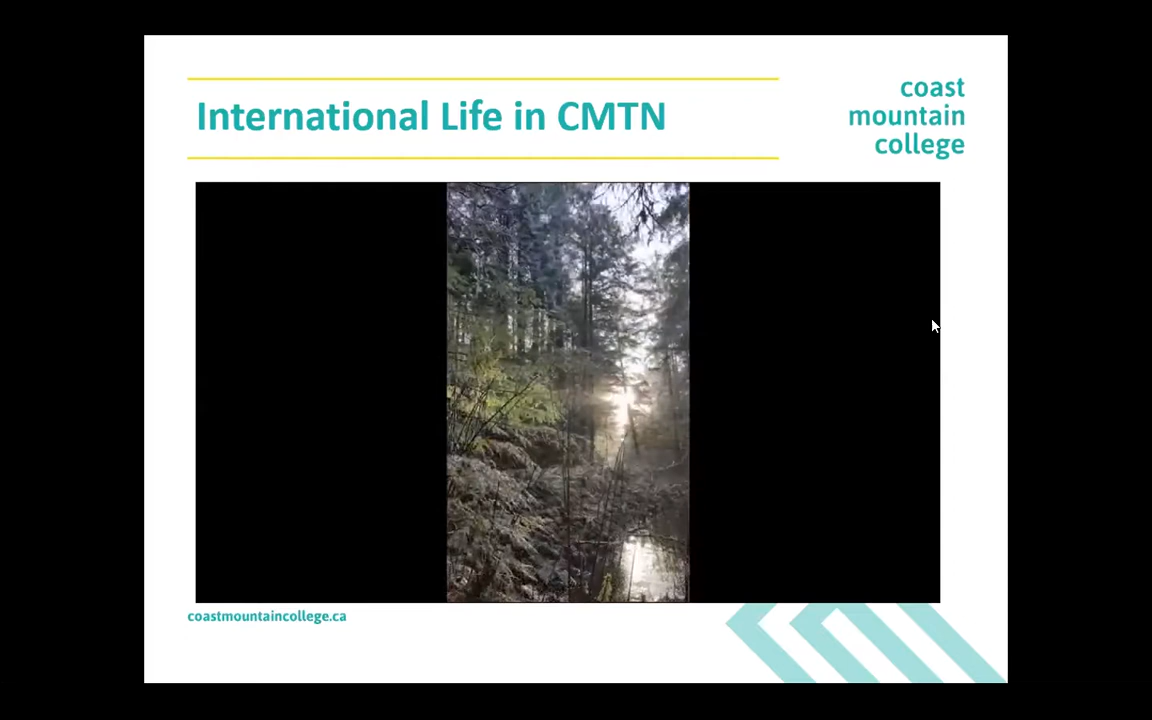 International Life in CMTN
coast
mountain
college
coastmountaincollege.ca